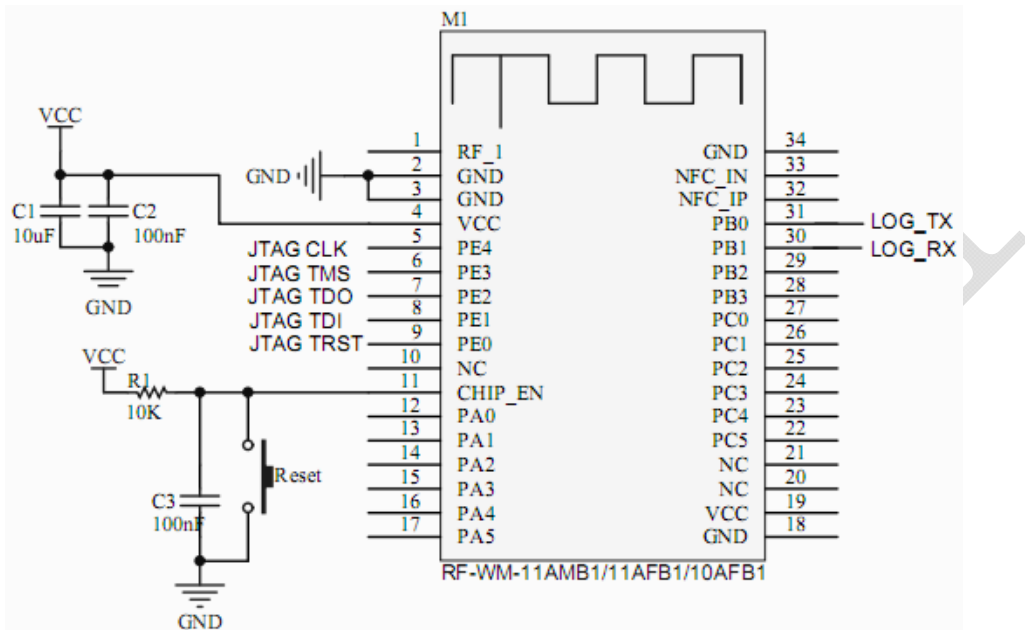 M1
VCC
C1
10uF
C2
100nF
GND
GND
JTAG CLK
JTAG TMS
JTAG TDO
JTAG TDI
JTAG TRST
VCC
R1
10K
C3
100nF
Reset
GND
1 RF_1
2 GND
3 GND
4 VCC
5 PE4
6 PE3
7 PE2
8 PE1
9 PE0
10 NC
11 CHIP_EN
12 PA0
13 PA1
14 PA2
15 PA3
16 PA4
17 PA5
GND 34
NFC_IN 33
NFC_IP 32
PB0 31 LOG_TX
PB1 30 LOG_RX
PB2 29
PB3 28
PC0 27
PC1 26
PC2 25
PC3 24
PC4 23
PC5 22
NC 21
NC 20
VCC 19
GND 18
RF-WM-11AMB1/11AFB1/10AFB1